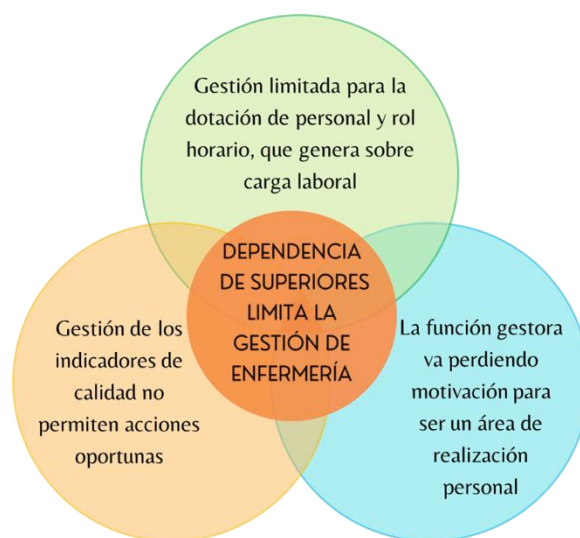 Gestión limitada para la
dotación de personal y rol
horario, que genera sobre
carga laboral
DEPENDENCIA
DE SUPERIORES
LIMITA LA
GESTIÓN DE
ENFERMERÍA
Gestión de los
indicadores de
calidad no
permiten acciones
oportunas
La función gestora
va perdiendo
motivación para
ser un área de
realización
personal